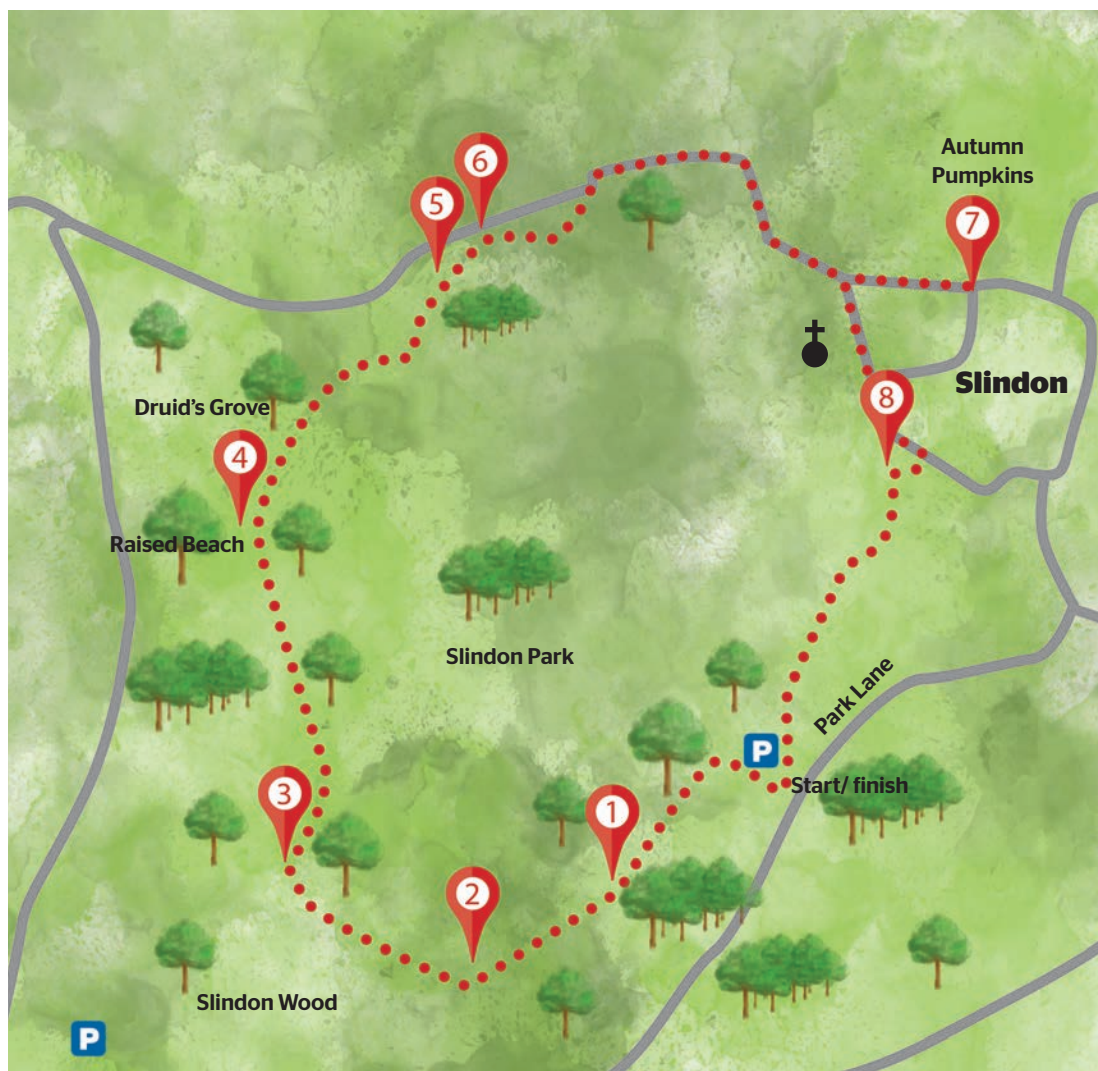 Autumn
Pumpkins
6
5
7
Slindon
8
Druid's Grove
4
Raised Beach
Slindon Park
Park Lane
P
Start/ finish
3
1
2
Slindon Wood
P